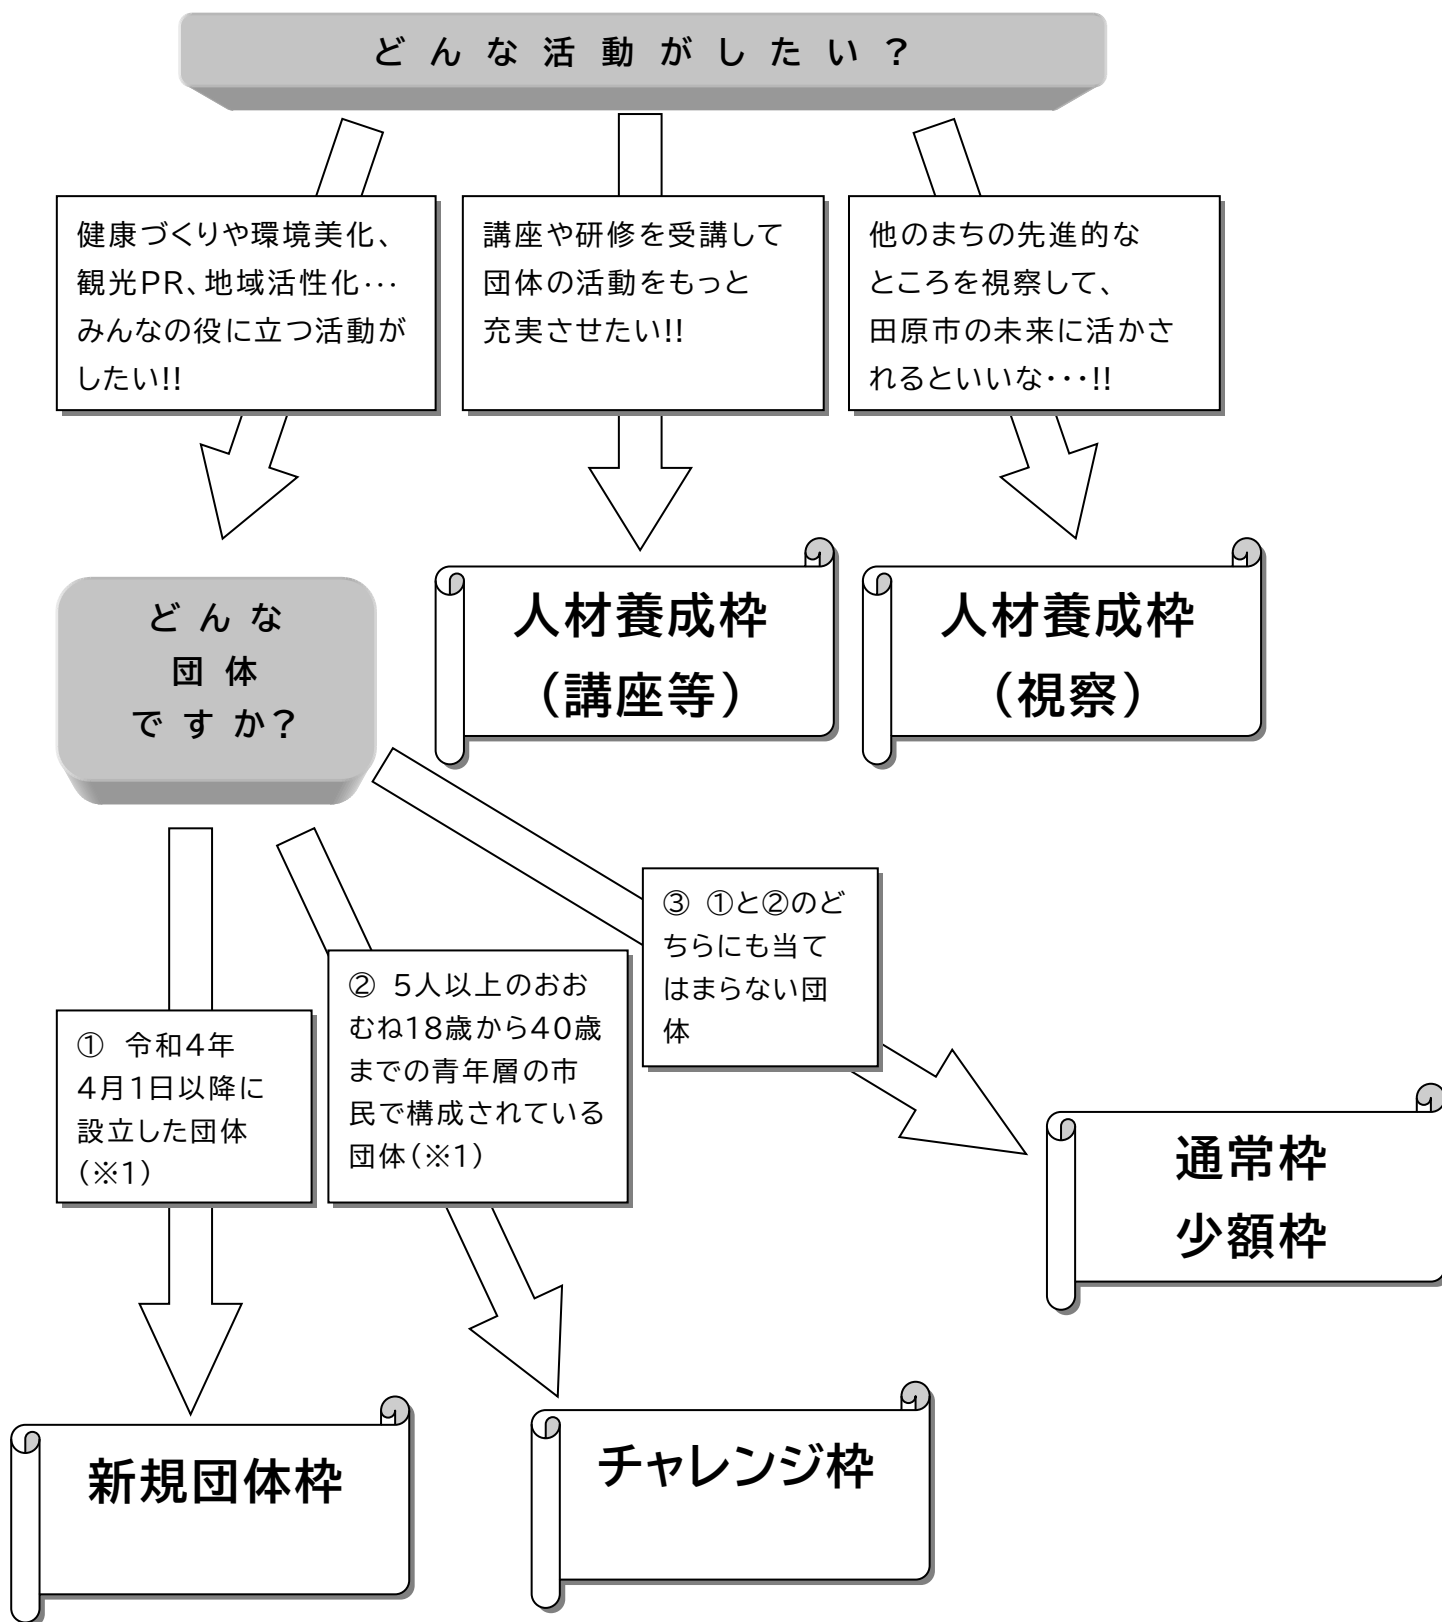 どんな活動がしたい？
健康づくりや環境美化、
観光PR、地域活性化…
みんなの役に立つ活動が
したい!!
講座や研修を受講して
団体の活動をもっと
充実させたい!!
他のまちの先進的な
ところを視察して、
田原市の未来に活かさ
れるといいな・・・!!
人材養成枠
（講座等）
人材養成枠
（視察）
どんな
団体
ですか？
③ ①と②のど
ちらにも当て
はまらない団
体
② 5人以上のおお
むね18歳から40歳
までの青年層の市
民で構成されている
団体（※1）
① 令和4年
4月1日以降に
設立した団体
（※1）
通常枠
少額枠
新規団体枠
チャレンジ枠